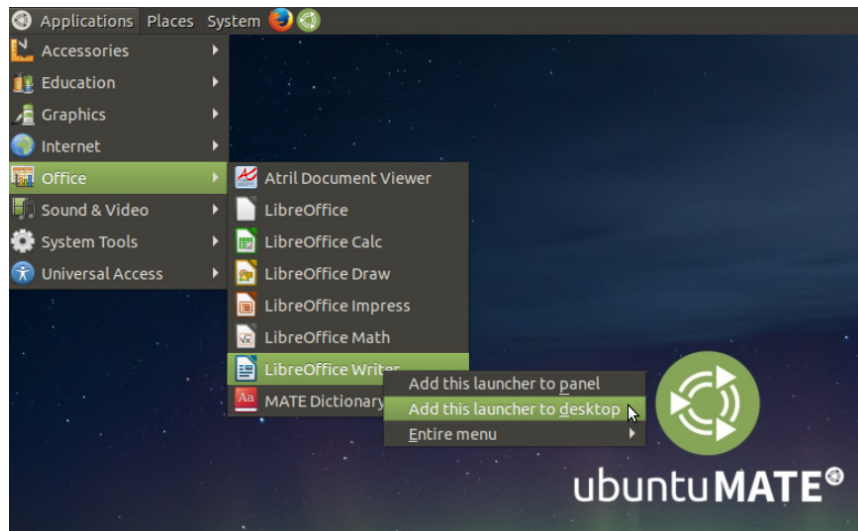 Applications Places System
Accessories
Education
Graphics
Internet
Office
Sound & Video
System Tools
Universal Access
Atril Document Viewer
LibreOffice
LibreOffice Calc
LibreOffice Draw
LibreOffice Impress
LibreOffice Math
LibreOffice Writer
MATE Dictionary
Add this launcher to panel
Add this launcher to desktop
Entire menu
ubuntu MATE